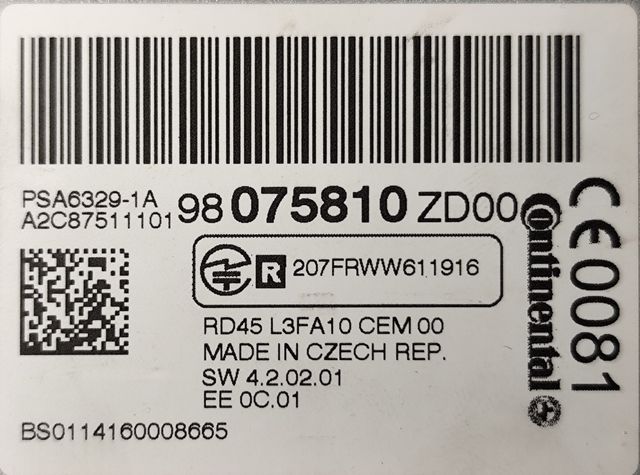 PSA6329-1A
A2C87511101
98 075810 ZD00
R 207FRWW611916
RD45 L3FA10 CEM 00
MADE IN CZECH REP.
SW 4.2.02.01
EE 0C.01
BS0114160008665
Continental
CE0081